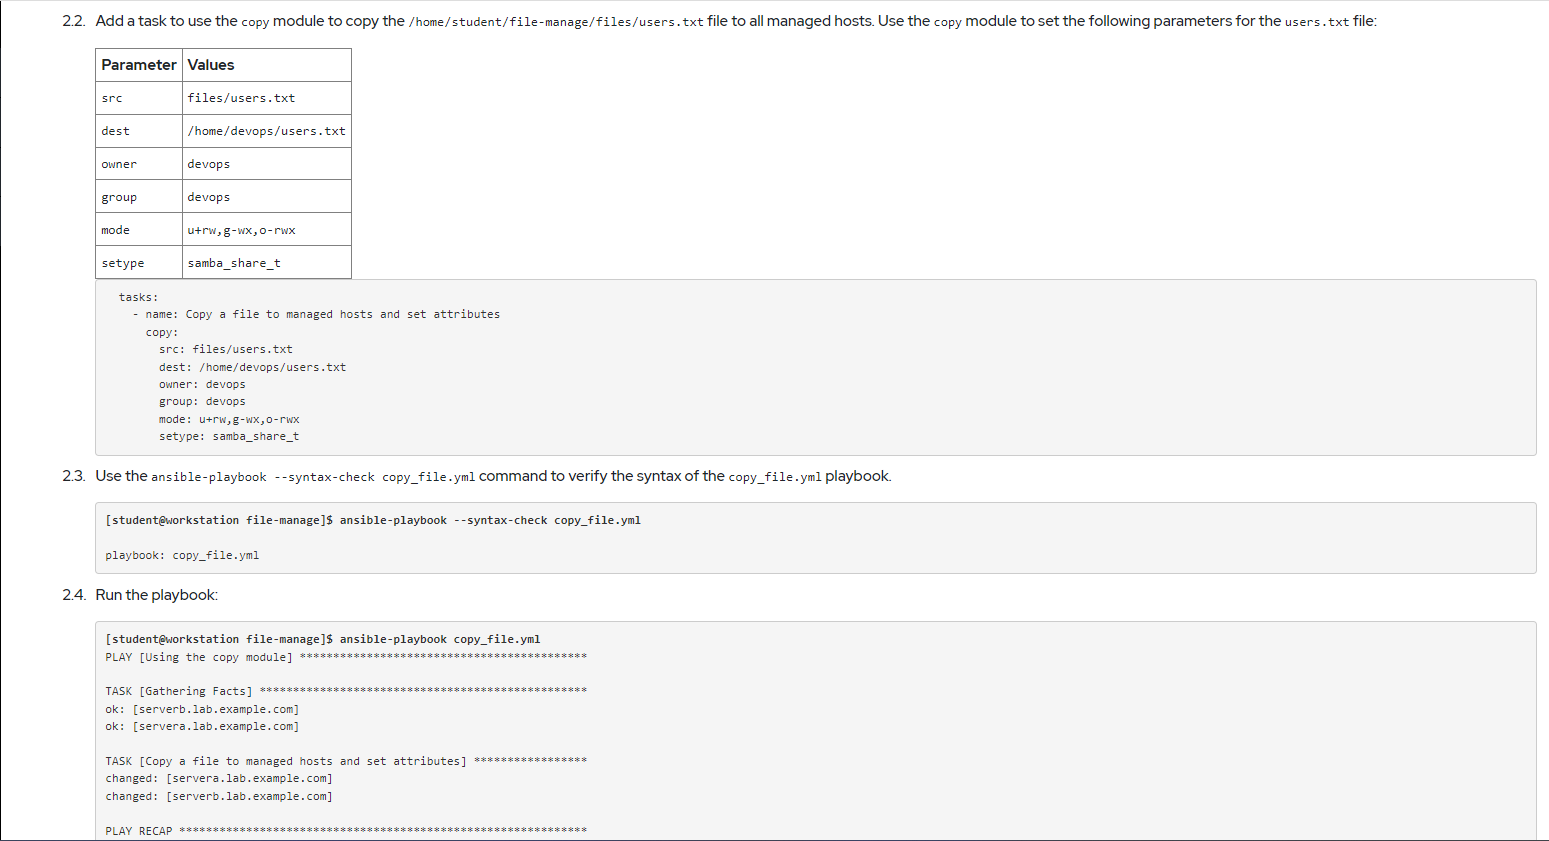 2.2. Add a task to use the copy module to copy the /home/student/file-manage/files/users.txt file to all managed hosts. Use the copy module to set the following parameters for the users.txt file:
Parameter Values
src files/users.txt
dest /home/devops/users.txt
owner devops
group devops
mode u+rw,g-wx,o-rwx
setype samba_share_t
  tasks:
    - name: Copy a file to managed hosts and set attributes
      copy:
        src: files/users.txt
        dest: /home/devops/users.txt
        owner: devops
        group: devops
        mode: u+rw,g-wx,o-rwx
        setype: samba_share_t
2.3. Use the ansible-playbook --syntax-check copy_file.yml command to verify the syntax of the copy_file.yml playbook.
[student@workstation file-manage]$ ansible-playbook --syntax-check copy_file.yml
playbook: copy_file.yml
2.4. Run the playbook:
[student@workstation file-manage]$ ansible-playbook copy_file.yml
PLAY [Using the copy module] *******************************************
TASK [Gathering Facts] *************************************************
ok: [serverb.lab.example.com]
ok: [servera.lab.example.com]
TASK [Copy a file to managed hosts and set attributes] *****************
changed: [servera.lab.example.com]
changed: [serverb.lab.example.com]
PLAY RECAP *************************************************************